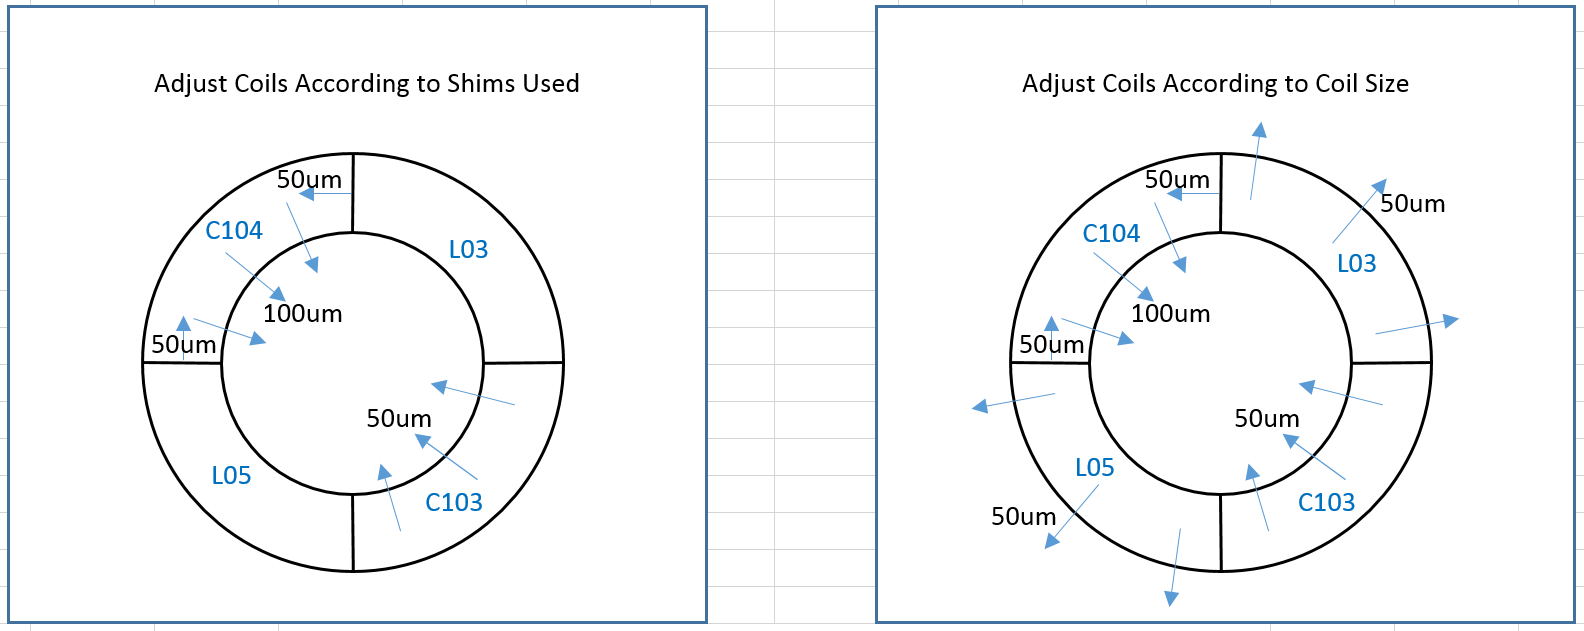 Adjust Coils According to Shims Used
50um
C104
L03
100um
50um
50um
L05
C103
Adjust Coils According to Coil Size
50um
50um
C104
L03
100um
50um
50um
L05
C103
50um